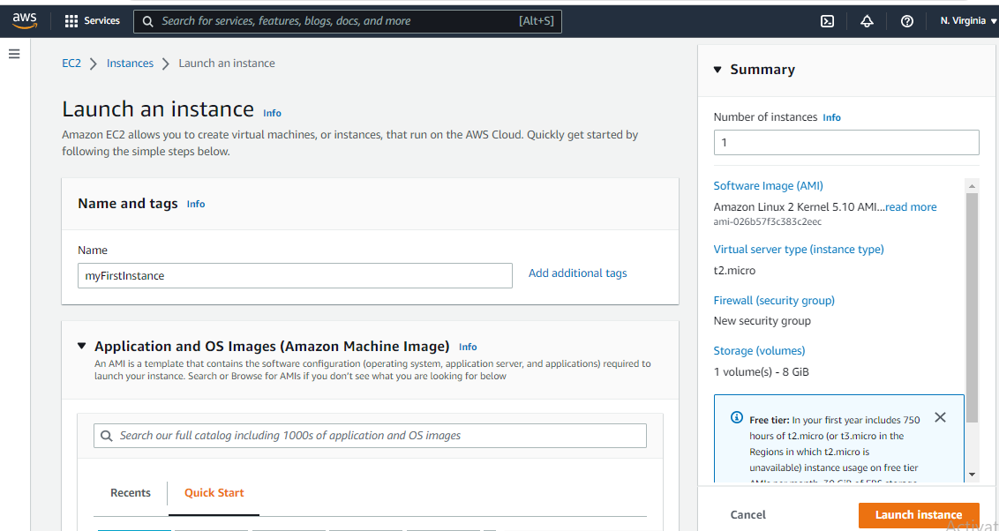 aws
Services
Search for services, features, blogs, docs, and more
[Alt+S]
N. Virginia
EC2
Instances
Launch an instance
Launch an instance Info
Amazon EC2 allows you to create virtual machines, or instances, that run on the AWS Cloud. Quickly get started by
following the simple steps below.
Name and tags Info
Name
myFirstInstance
Add additional tags
Application and OS Images (Amazon Machine Image) Info
An AMI is a template that contains the software configuration (operating system, application server, and applications) required to
launch your instance. Search or Browse for AMIs if you don't see what you are looking for below
Search our full catalog including 1000s of application and OS images
Recents
Quick Start
Summary
Number of instances Info
1
Software Image (AMI)
Amazon Linux 2 Kernel 5.10 AMI...read more
ami-026b57f3c383c2eec
Virtual server type (instance type)
t2.micro
Firewall (security group)
New security group
Storage (volumes)
1 volume(s) - 8 GiB
Free tier: In your first year includes 750
hours of t2.micro (or t3.micro in the
Regions in which t2.micro is
unavailable) instance usage on free tier
AMIs per month, 30 GiB of EBS storage,
Cancel
Launch instance
Activat